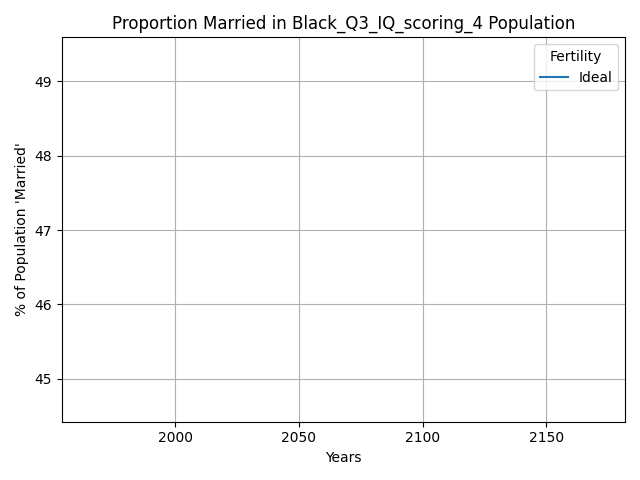 Proportion Married in Black_Q3_IQ_scoring_4 Population
Fertility
Ideal
49
48
47
46
45
% of Population 'Married'
2000
2050
2100
2150
Years